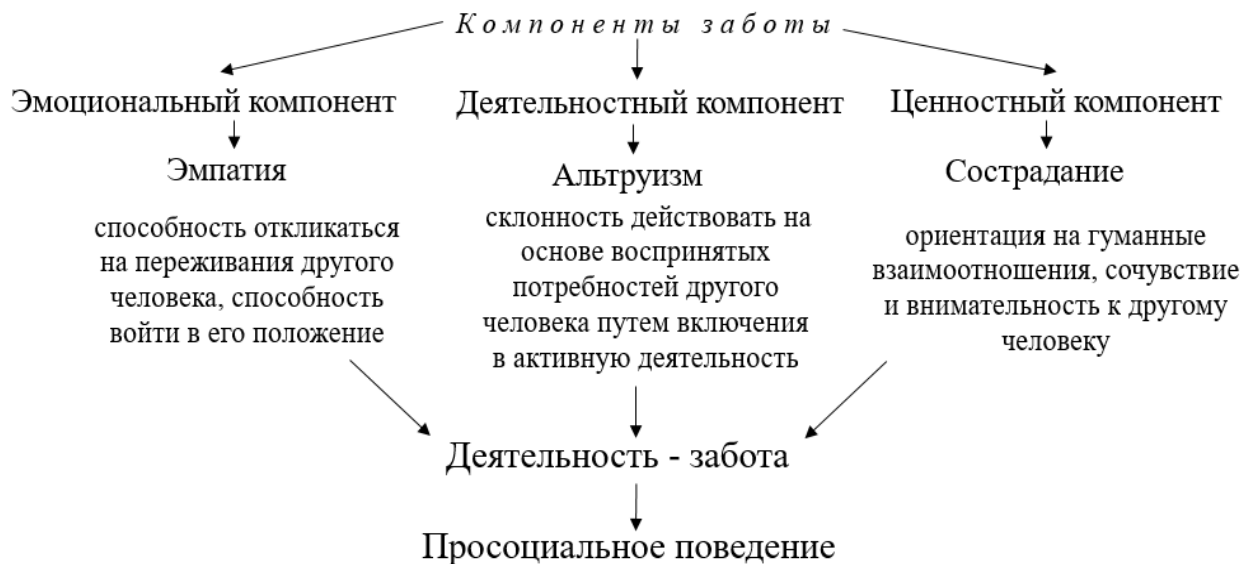 Компоненты заботы
Эмоциональный компонент
Деятельностный компонент
Ценностный компонент
Эмпатия
Альтруизм
Сострадание
способность откликаться
на переживания другого
человека, способность
войти в его положение
склонность действовать на
основе воспринятых
потребностей другого
человека путем включения
в активную деятельность
ориентация на гуманные
взаимоотношения, сочувствие
и внимательность к другому
человеку
Деятельность - забота
Просоциальное поведение